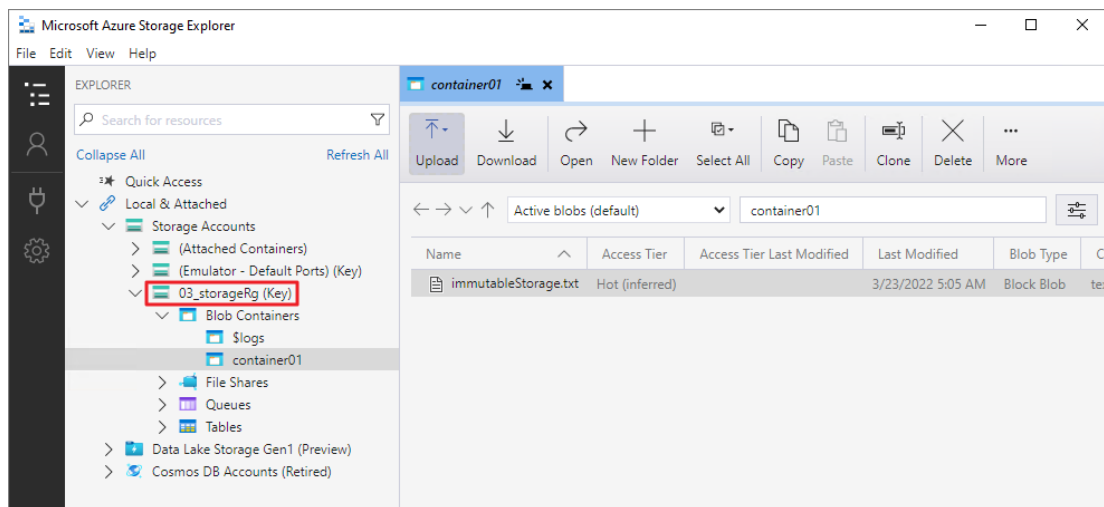 Microsoft Azure Storage Explorer
File Edit View Help
EXPLORER
Search for resources
Collapse All Refresh All
Quick Access
Local & Attached
Storage Accounts
(Attached Containers)
(Emulator - Default Ports) (Key)
03_storageRg (Key)
Blob Containers
$logs
container01
File Shares
Queues
Tables
Data Lake Storage Gen1 (Preview)
Cosmos DB Accounts (Retired)
container01
Upload Download Open New Folder Select All Copy Paste Clone Delete More
Active blobs (default) container01
Name Access Tier Access Tier Last Modified Last Modified Blob Type C
immutableStorage.txt Hot (inferred) 3/23/2022 5:05 AM Block Blob te